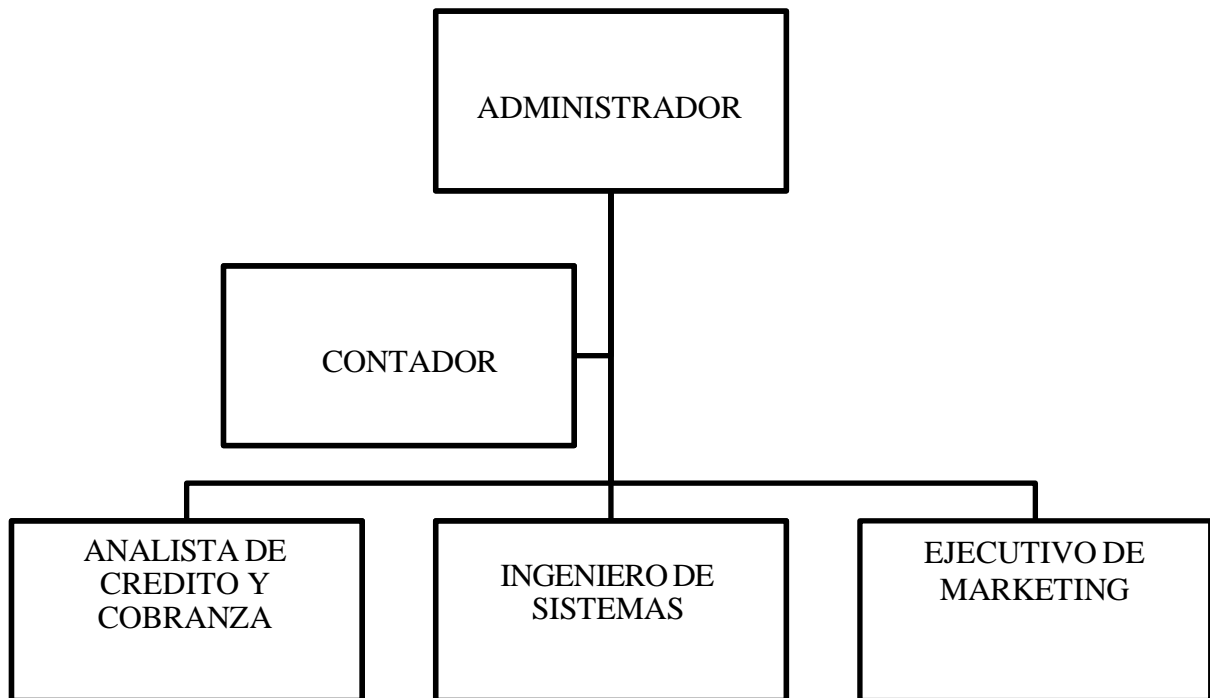 ADMINISTRADOR
CONTADOR
ANALISTA DE
CREDITO Y
COBRANZA
INGENIERO DE
SISTEMAS
EJECUTIVO DE
MARKETING